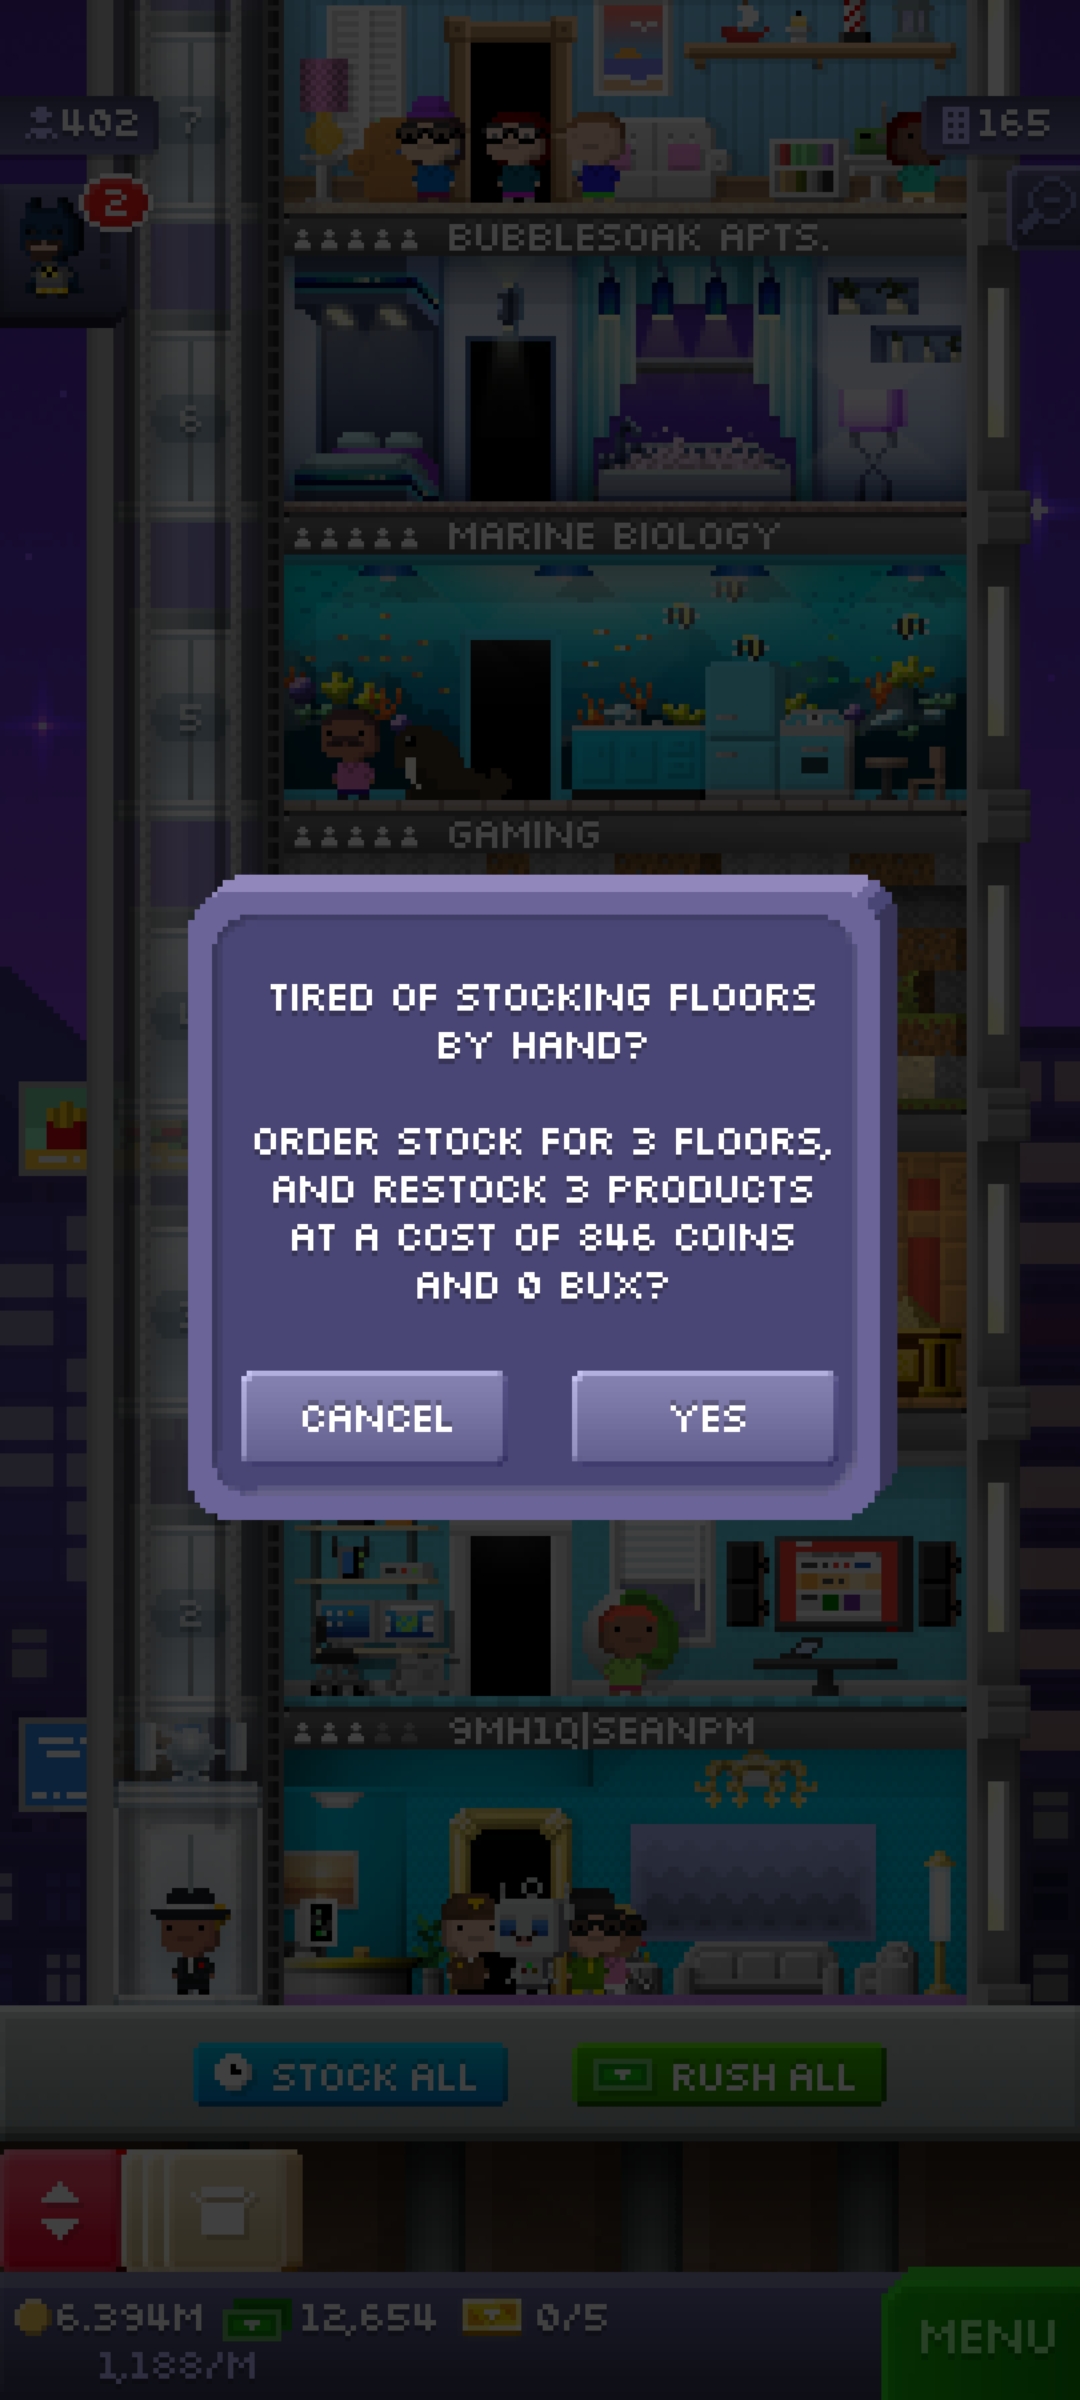 402
7
165
2
BUBBLESOAK APTS.
6
MARINE BIOLOGY
5
GAMING
TIRED OF STOCKING FLOORS
BY HAND?
ORDER STOCK FOR 3 FLOORS,
AND RESTOCK 3 PRODUCTS
AT A COST OF 846 COINS
AND 0 BUX?
CANCEL
YES
2
9MH1Q|SEANPM
STOCK ALL
RUSH ALL
6.394M
12,654
0/5
1,188/M
MENU